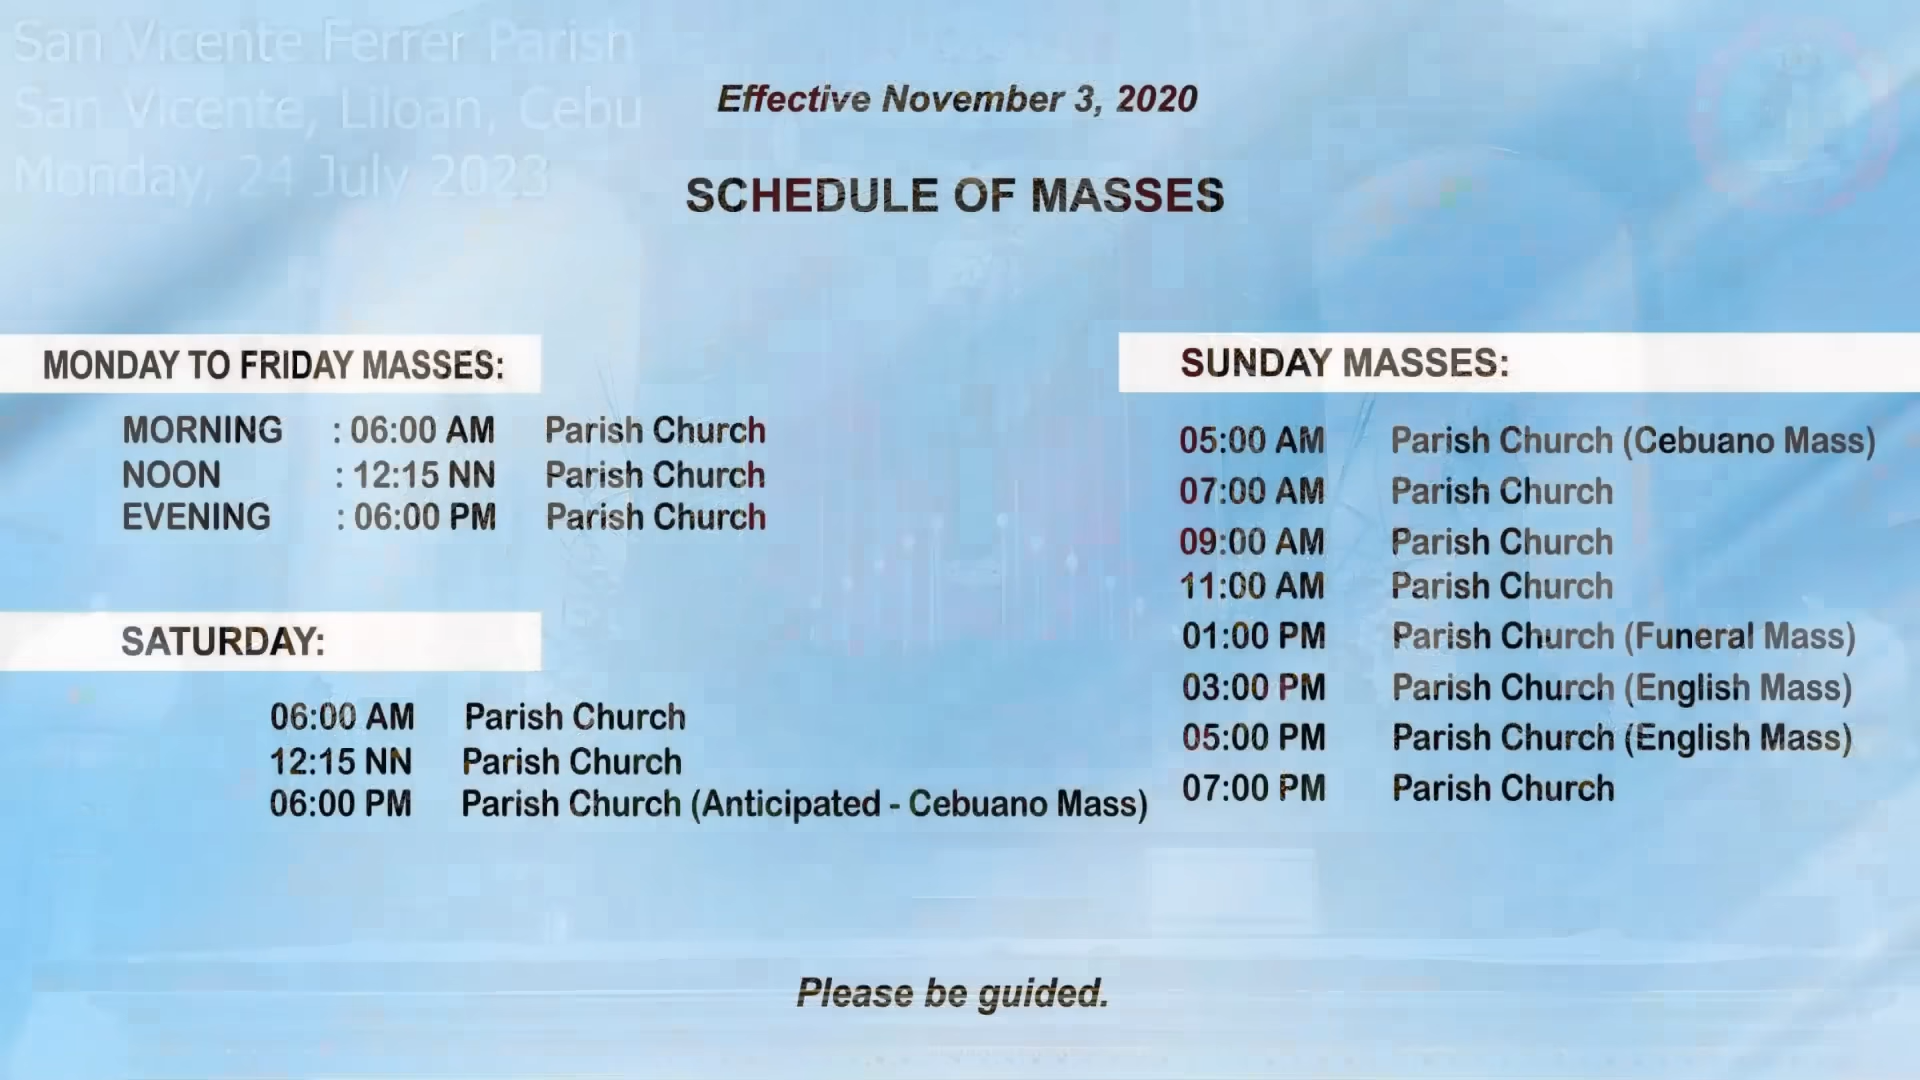 San Vicente Ferrer Parish
San Vicente, Liloan, Cebu
Monday, 24 July 2023
Effective November 3, 2020
SCHEDULE OF MASSES
MONDAY TO FRIDAY MASSES:
MORNING : 06:00 AM Parish Church
NOON : 12:15 NN Parish Church
EVENING : 06:00 PM Parish Church
SATURDAY:
06:00 AM Parish Church
12:15 NN Parish Church
06:00 PM Parish Church (Anticipated - Cebuano Mass)
SUNDAY MASSES:
05:00 AM Parish Church (Cebuano Mass)
07:00 AM Parish Church
09:00 AM Parish Church
11:00 AM Parish Church
01:00 PM Parish Church (Funeral Mass)
03:00 PM Parish Church (English Mass)
05:00 PM Parish Church (English Mass)
07:00 PM Parish Church
Please be guided.